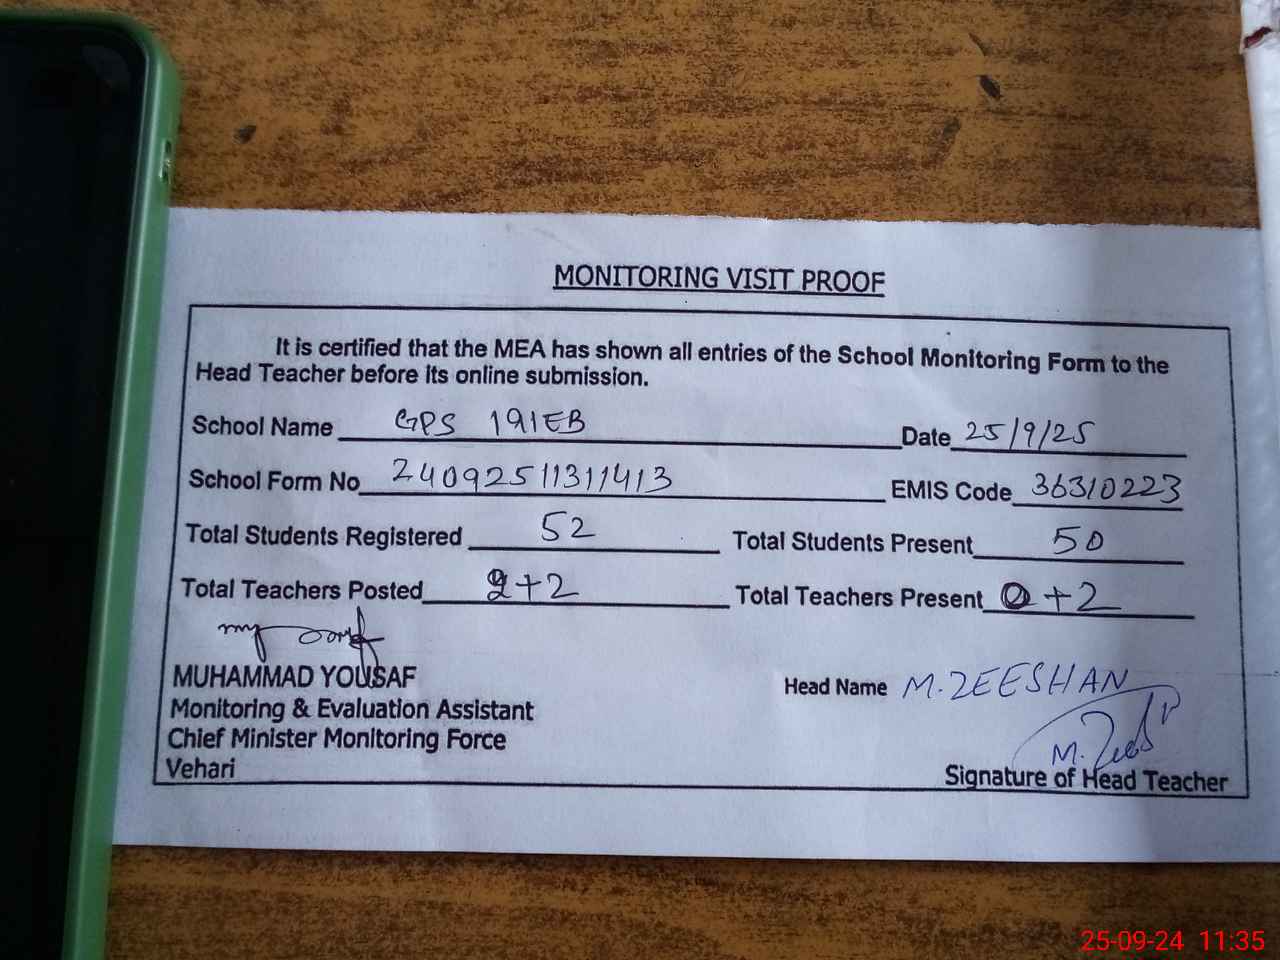 MONITORING VISIT PROOF
It is certified that the MEA has shown all entries of the School Monitoring Form to the
Head Teacher before its online submission.
School Name GPS 191EB Date 25/9/25
School Form No 24092511311413 EMIS Code 36310223
Total Students Registered 52 Total Students Present 50
Total Teachers Posted 2+2 Total Teachers Present 0+2
MUHAMMAD YOUSAF
Monitoring & Evaluation Assistant
Chief Minister Monitoring Force
Vehari
Head Name M.ZEESHAN
M.Zeesh
Signature of Head Teacher
25-09-24 11:35